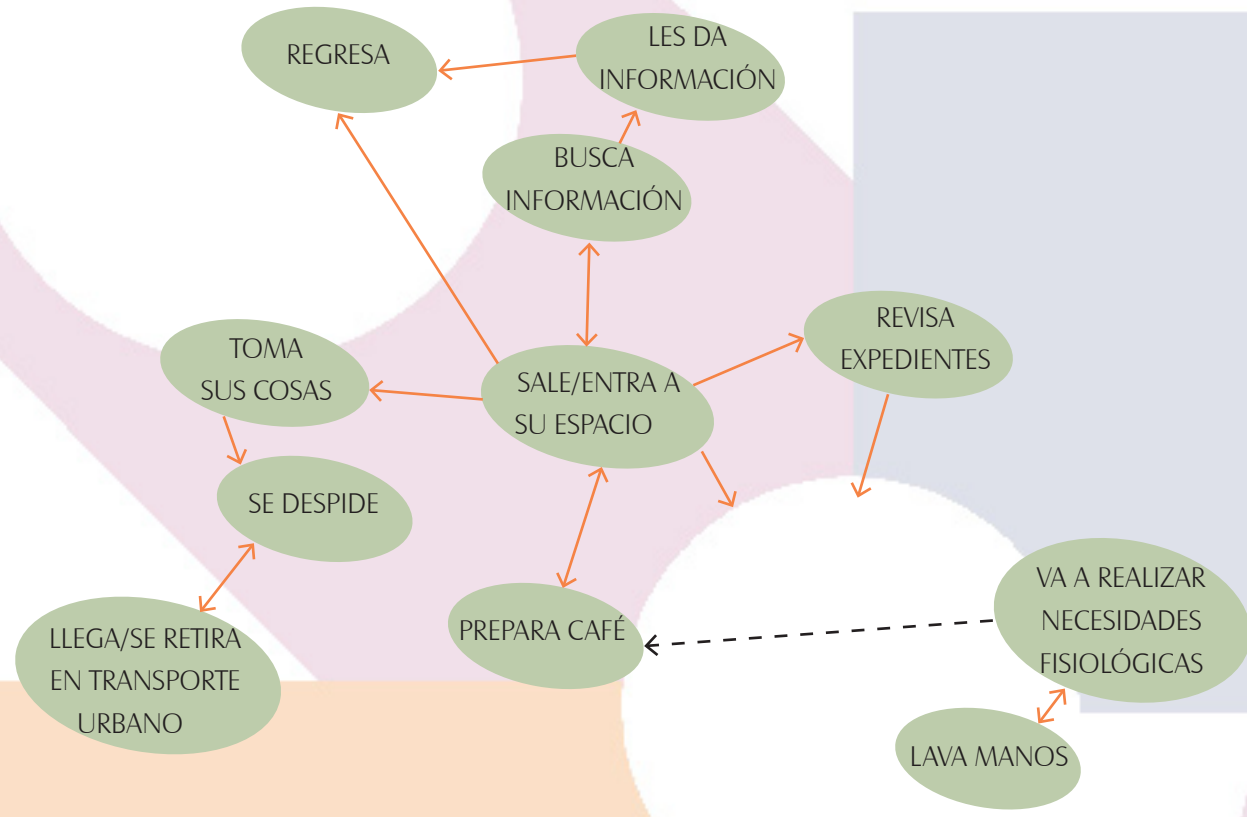 REGRESA
LES DA
INFORMACIÓN
BUSCA
INFORMACIÓN
REVISA
EXPEDIENTES
TOMA
SUS COSAS
SALE/ENTRA A
SU ESPACIO
SE DESPIDE
PREPARA CAFÉ
VA A REALIZAR
NECESIDADES
FISIOLÓGICAS
LLEGA/SE RETIRA
EN TRANSPORTE
URBANO
LAVA MANOS